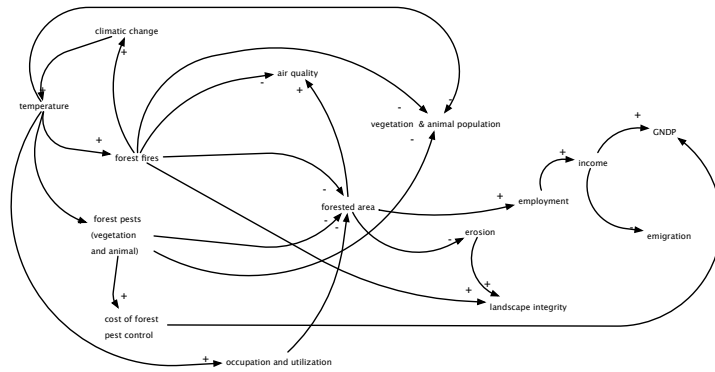 climatic change
+
+
air quality
-
+
temperature
-
-
vegetation & animal population
-
+
GNDP
+
forest fires
+
income
-
forested area
+
employment
forest pests
(vegetation
and animal)
-
-
erosion
-
emigration
+
+
landscape integrity
+
cost of forest
pest control
+
occupation and utilization